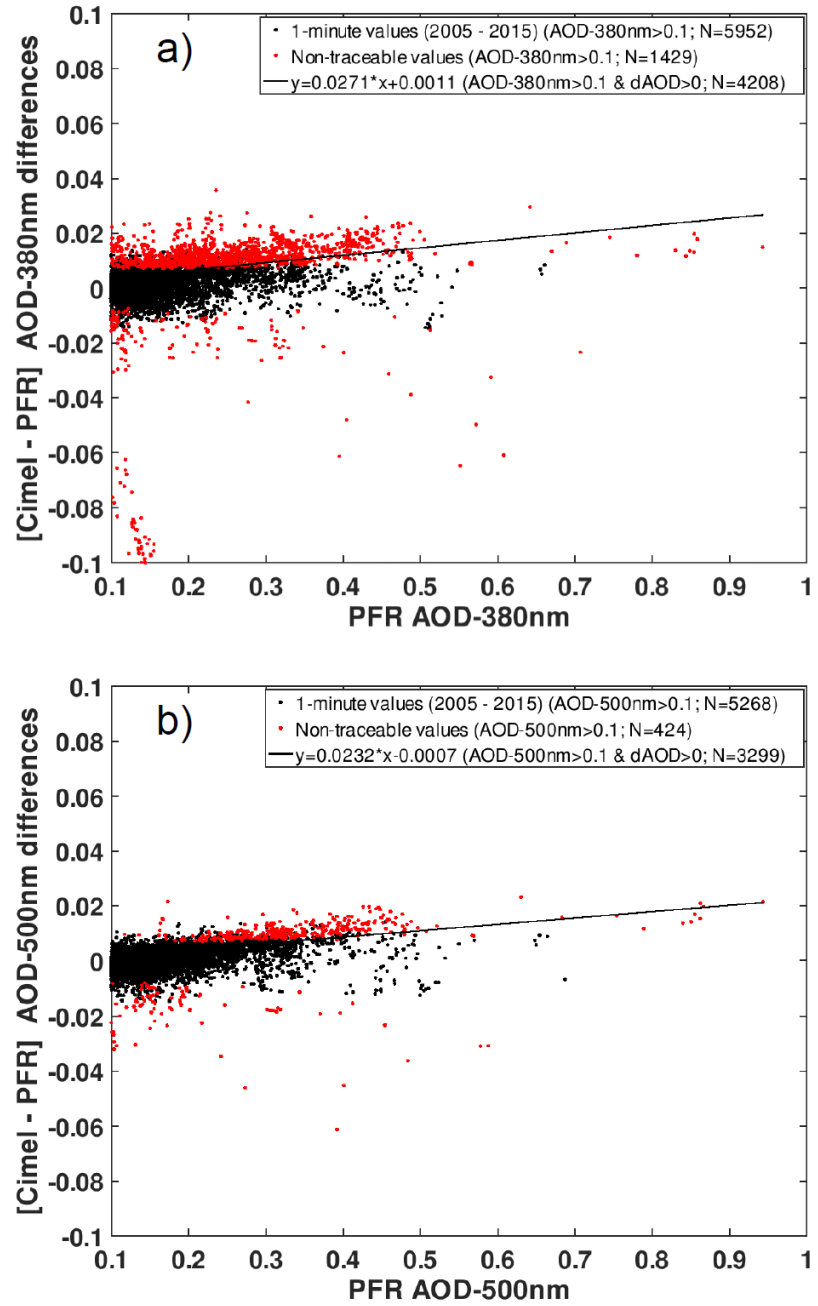 a)
1-minute values (2005 - 2015) (AOD-380nm>0.1; N=5952)
Non-traceable values (AOD-380nm>0.1; N=1429)
y=0.0271*x+0.0011 (AOD-380nm>0.1 & dAOD>0; N=4208)
[Cimel - PFR] AOD-380nm differences
0.1
0.08
0.06
0.04
0.02
0
-0.02
-0.04
-0.06
-0.08
-0.1
0.1 0.2 0.3 0.4 0.5 0.6 0.7 0.8 0.9 1
PFR AOD-380nm
b)
1-minute values (2005 - 2015) (AOD-500nm>0.1; N=5268)
Non-traceable values (AOD-500nm>0.1; N=424)
y=0.0232*x-0.0007 (AOD-500nm>0.1 & dAOD>0; N=3299)
[Cimel - PFR] AOD-500nm differences
0.1
0.08
0.06
0.04
0.02
0
-0.02
-0.04
-0.06
-0.08
-0.1
0.1 0.2 0.3 0.4 0.5 0.6 0.7 0.8 0.9 1
PFR AOD-500nm